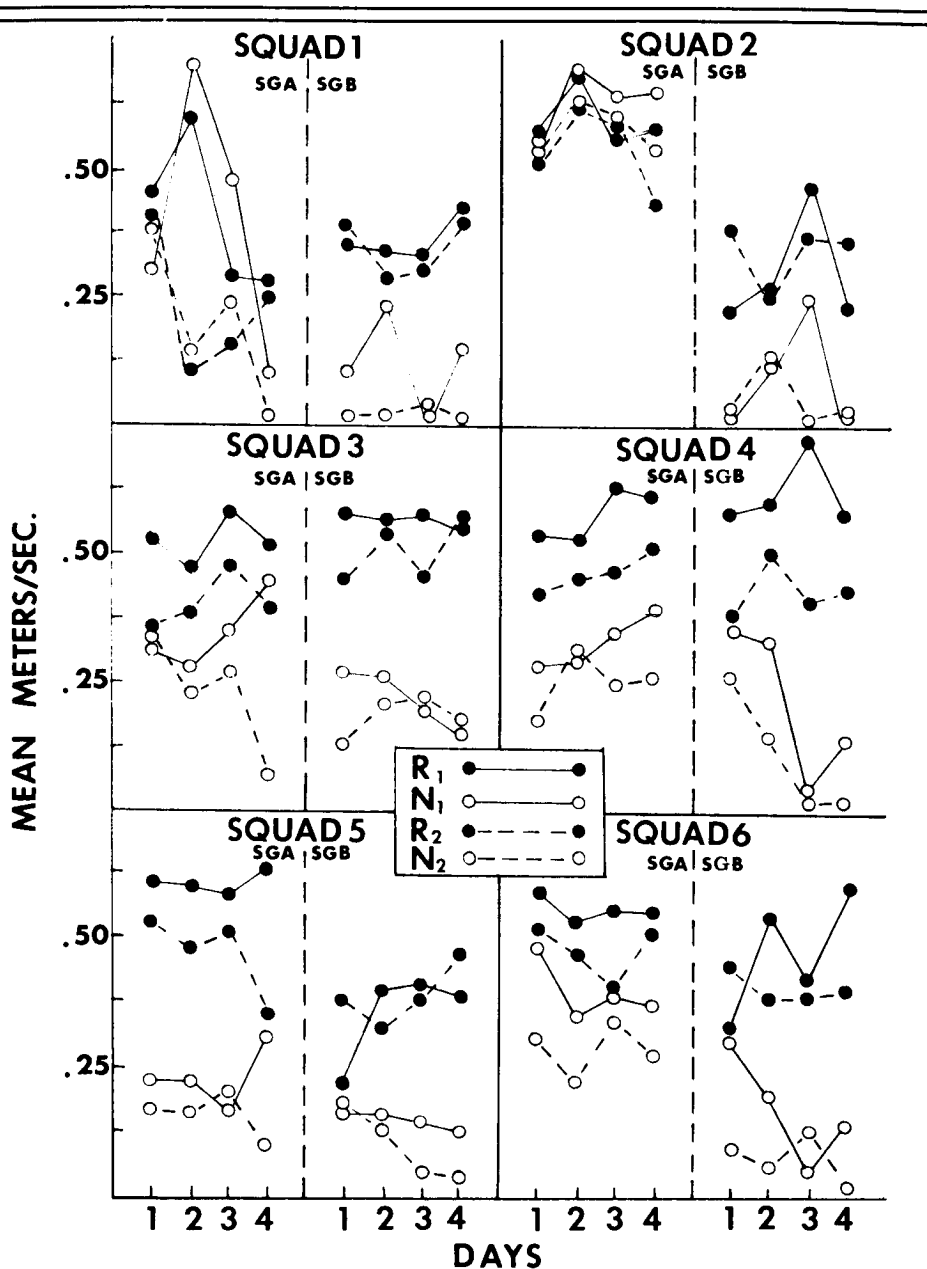 SQUAD 1
SGA SGB
SQUAD 2
SGA SGB
.50
.25
SQUAD 3
SGA SGB
SQUAD 4
SGA SGB
.50
.25
MEAN METERS/SEC.
R₁
N₁
R₂
N₂
SQUAD 5
SGA SGB
SQUAD 6
SGA SGB
.50
.25
1 2 3 4 1 2 3 4 1 2 3 4 1 2 3 4
DAYS